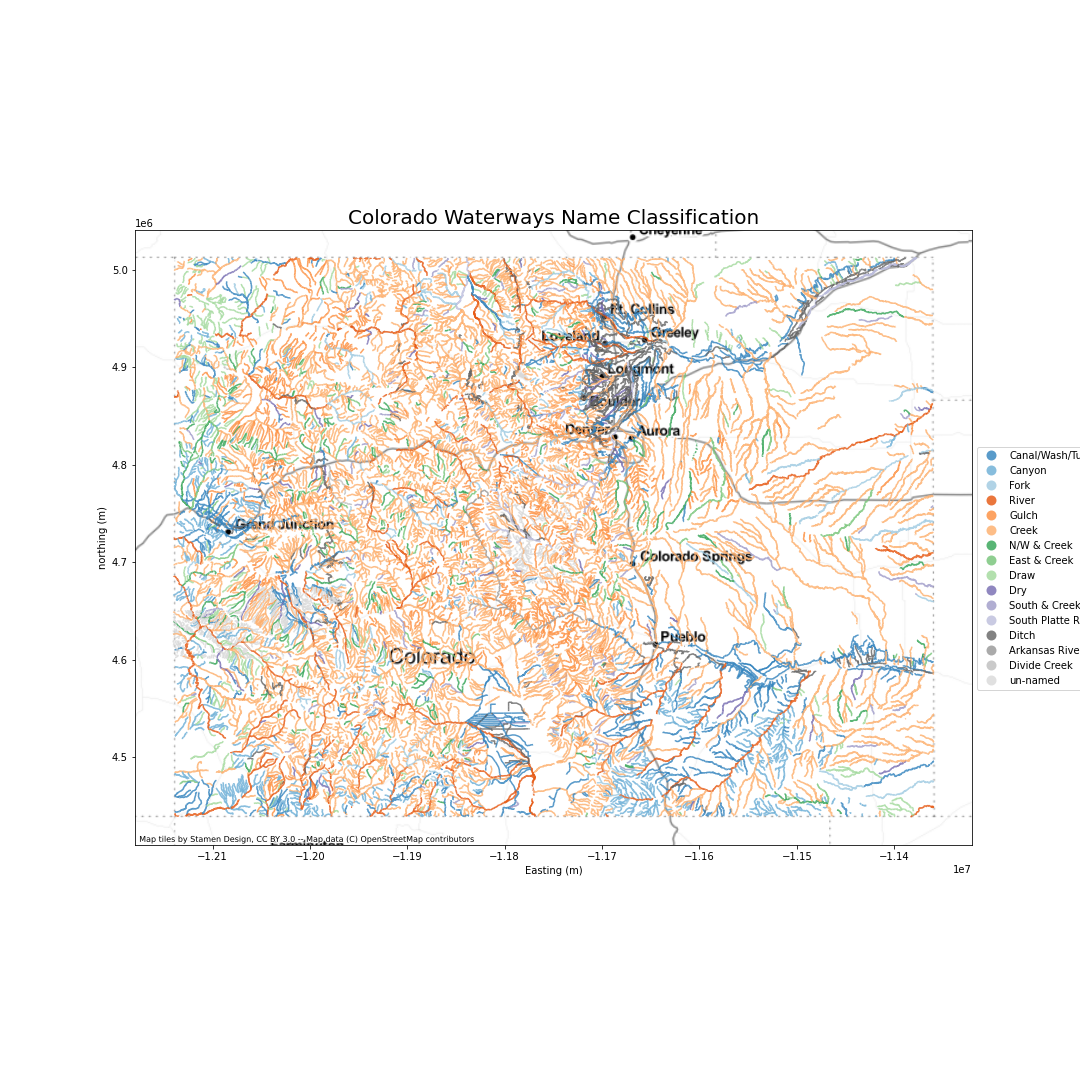 Colorado Waterways Name Classification
1e6
Cheyenne
5.0
Ft. Collins
Loveland
Greeley
4.9
Longmont
Boulder
Denver
Aurora
4.8
Canal/Wash/Tu
Canyon
Fork
River
Gulch
Creek
N/W & Creek
East & Creek
Draw
Dry
South & Creek
South Platte R
Ditch
Arkansas Rive
Divide Creek
un-named
Grand Junction
northing (m)
4.7
Colorado Springs
Pueblo
4.6
Colorado
4.5
Map tiles by Stamen Design, CC BY 3.0 -- Map data (C) OpenStreetMap contributors
Farmington
−1.21
−1.20
−1.19
−1.18
−1.17
−1.16
−1.15
−1.14
Easting (m)
1e7